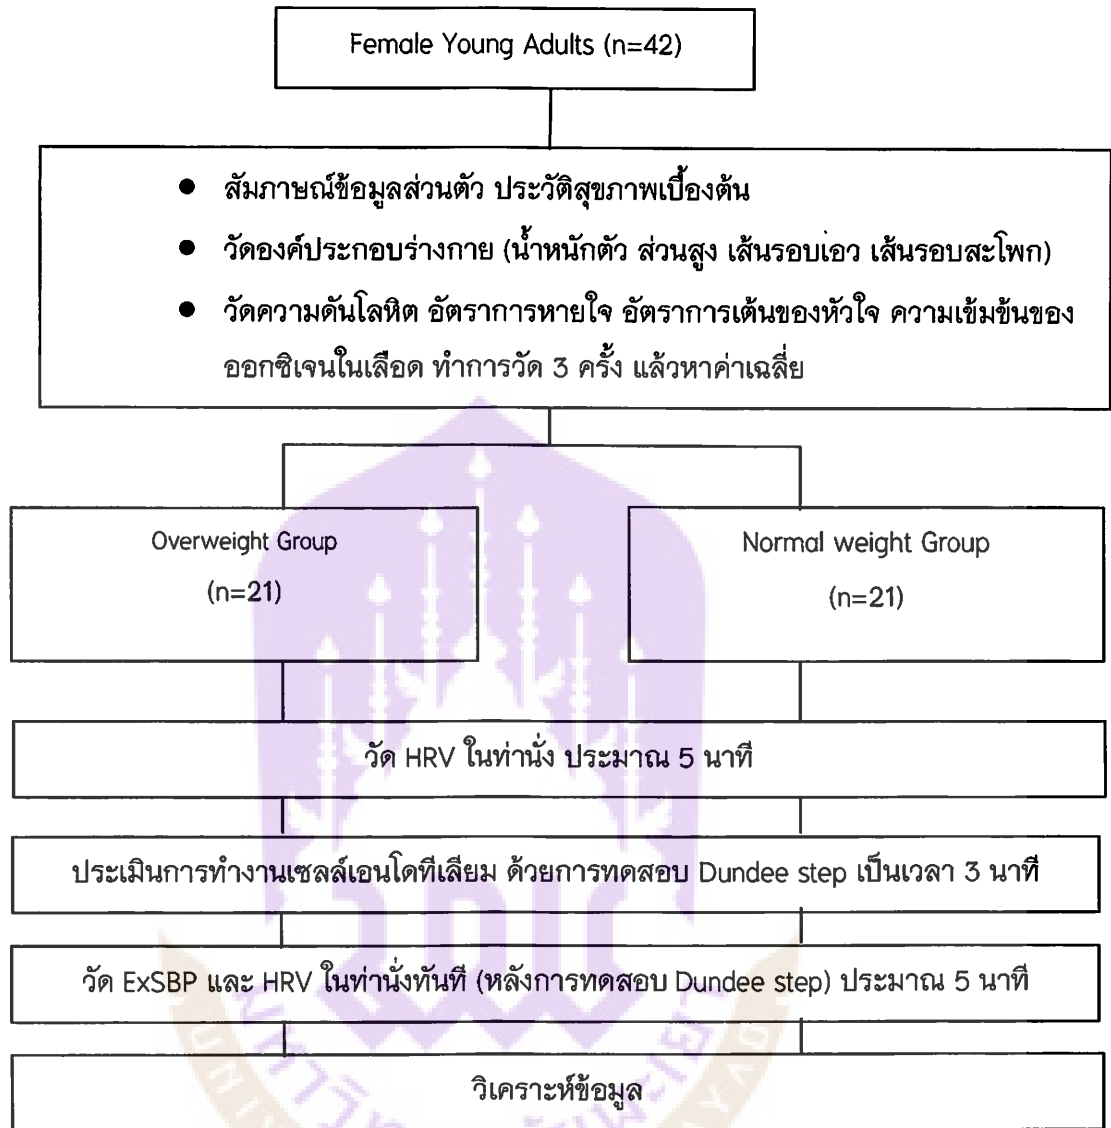 Female Young Adults (n=42)
● สัมภาษณ์ข้อมูลส่วนตัว ประวัติสุขภาพเบื้องต้น
● วัดองค์ประกอบร่างกาย (น้ำหนักตัว ส่วนสูง เส้นรอบเอว เส้นรอบสะโพก)
● วัดความดันโลหิต อัตราการหายใจ อัตราการเต้นของหัวใจ ความเข้มข้นของ
ออกซิเจนในเลือด ทำการวัด 3 ครั้ง แล้วหาค่าเฉลี่ย
Overweight Group
(n=21)
Normal weight Group
(n=21)
วัด HRV ในท่านั่ง ประมาณ 5 นาที
ประเมินการทำงานเซลล์เอนโดทีเลียม ด้วยการทดสอบ Dundee step เป็นเวลา 3 นาที
วัด ExSBP และ HRV ในท่านั่งทันที (หลังการทดสอบ Dundee step) ประมาณ 5 นาที
วิเคราะห์ข้อมูล